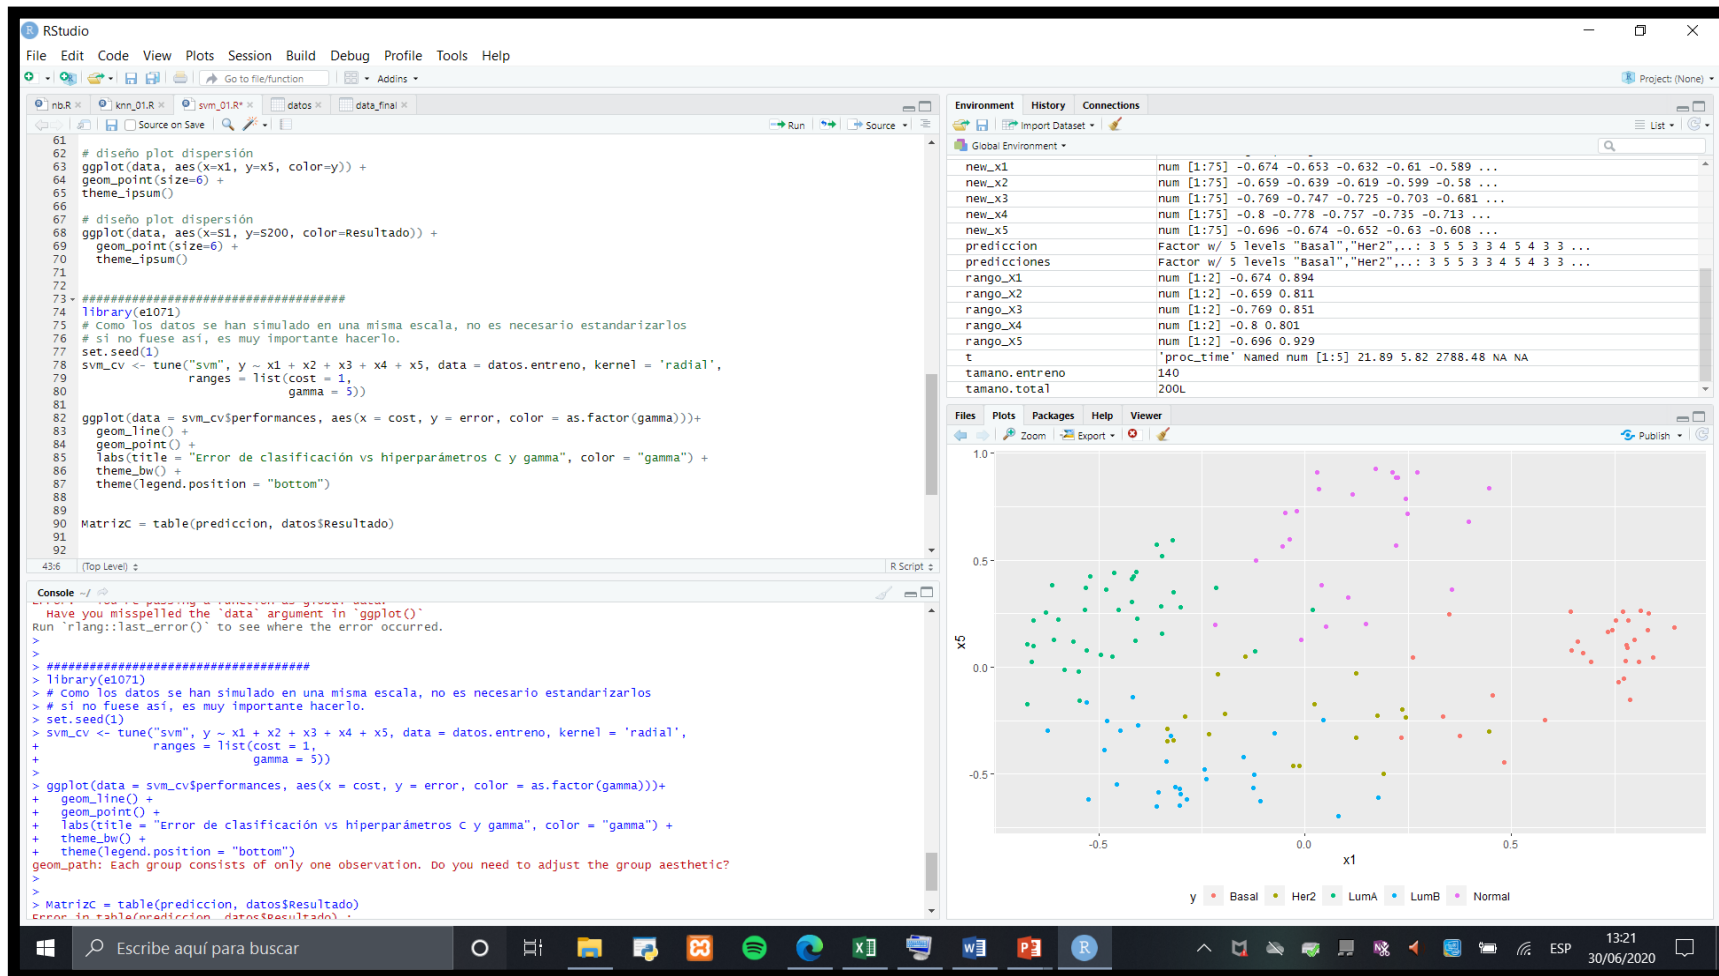 RStudio
File Edit Code View Plots Session Build Debug Profile Tools Help
Go to file/function Addins Project: (None)
nb.R knn_01.R svm_01.R* datos data_final
Source on Save Run Source
61
62 # diseño plot dispersión
63 ggplot(data, aes(x=x1, y=x5, color=y)) +
64 geom_point(size=6) +
65 theme_ipsum()
66
67 # diseño plot dispersión
68 ggplot(data, aes(x=S1, y=S200, color=Resultado)) +
69 geom_point(size=6) +
70 theme_ipsum()
71
72
73 #####################################
74 library(e1071)
75 # Como los datos se han simulado en una misma escala, no es necesario estandarizarlos
76 # si no fuese así, es muy importante hacerlo.
77 set.seed(1)
78 svm_cv <- tune("svm", y ~ x1 + x2 + x3 + x4 + x5, data = datos.entreno, kernel = 'radial',
79 ranges = list(cost = 1,
80 gamma = 5))
81
82 ggplot(data = svm_cv$performances, aes(x = cost, y = error, color = as.factor(gamma)))+
83 geom_line() +
84 geom_point() +
85 labs(title = "Error de clasificación vs hiperparámetros C y gamma", color = "gamma") +
86 theme_bw() +
87 theme(legend.position = "bottom")
88
89
90 MatrizC = table(prediccion, datos$Resultado)
91
92
43:6 (Top Level) R Script
Console ~/
Error: You're passing a function as global data.
Have you misspelled the `data` argument in `ggplot()`
Run `rlang::last_error()` to see where the error occurred.
>
>
> #####################################
> library(e1071)
> # Como los datos se han simulado en una misma escala, no es necesario estandarizarlos
> # si no fuese así, es muy importante hacerlo.
> set.seed(1)
> svm_cv <- tune("svm", y ~ x1 + x2 + x3 + x4 + x5, data = datos.entreno, kernel = 'radial',
+ ranges = list(cost = 1,
+ gamma = 5))
>
> ggplot(data = svm_cv$performances, aes(x = cost, y = error, color = as.factor(gamma)))+
+ geom_line() +
+ geom_point() +
+ labs(title = "Error de clasificación vs hiperparámetros C y gamma", color = "gamma") +
+ theme_bw() +
+ theme(legend.position = "bottom")
geom_path: Each group consists of only one observation. Do you need to adjust the group aesthetic?
>
>
> MatrizC = table(prediccion, datos$Resultado)
Error in table(prediccion, datos$Resultado) :
Environment History Connections
Import Dataset List
Global Environment
new_x1 num [1:75] -0.674 -0.653 -0.632 -0.61 -0.589 ...
new_x2 num [1:75] -0.659 -0.639 -0.619 -0.599 -0.58 ...
new_x3 num [1:75] -0.769 -0.747 -0.725 -0.703 -0.681 ...
new_x4 num [1:75] -0.8 -0.778 -0.757 -0.735 -0.713 ...
new_x5 num [1:75] -0.696 -0.674 -0.652 -0.63 -0.608 ...
prediccion Factor w/ 5 levels "Basal","Her2",..: 3 5 5 3 3 4 5 4 3 3 ...
predicciones Factor w/ 5 levels "Basal","Her2",..: 3 5 5 3 3 4 5 4 3 3 ...
rango_X1 num [1:2] -0.674 0.894
rango_X2 num [1:2] -0.659 0.811
rango_X3 num [1:2] -0.769 0.851
rango_X4 num [1:2] -0.8 0.801
rango_X5 num [1:2] -0.696 0.929
t 'proc_time' Named num [1:5] 21.89 5.82 2788.48 NA NA
tamano.entreno 140
tamano.total 200L
Files Plots Packages Help Viewer
Zoom Export Publish
1.0
0.5
0.0
-0.5
x5
-0.5 0.0 0.5
x1
y Basal Her2 LumA LumB Normal
Escribe aquí para buscar
ESP
13:21
30/06/2020